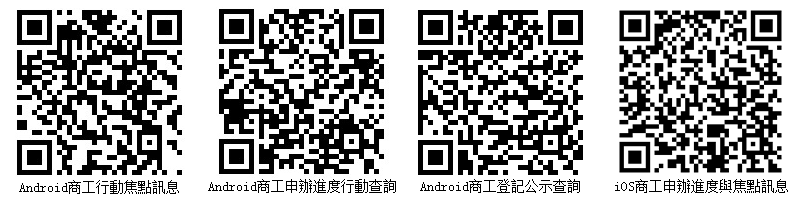 Android商工行動焦點訊息
Android商工申辦進度行動查詢
Android商工登記公示查詢
iOS商工申辦進度與焦點訊息